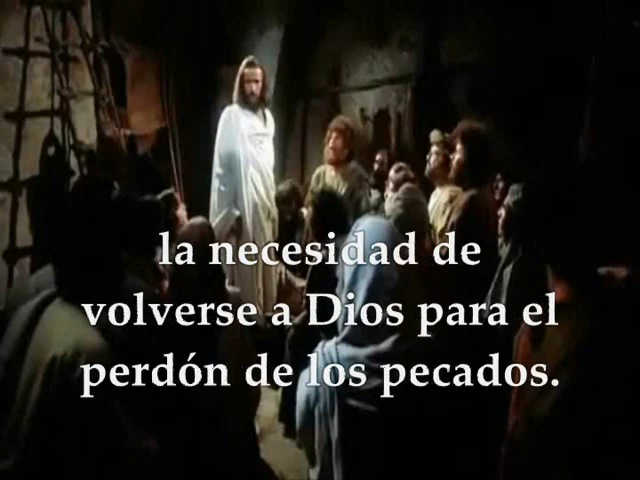 la necesidad de
volverse a Dios para el
perdón de los pecados.